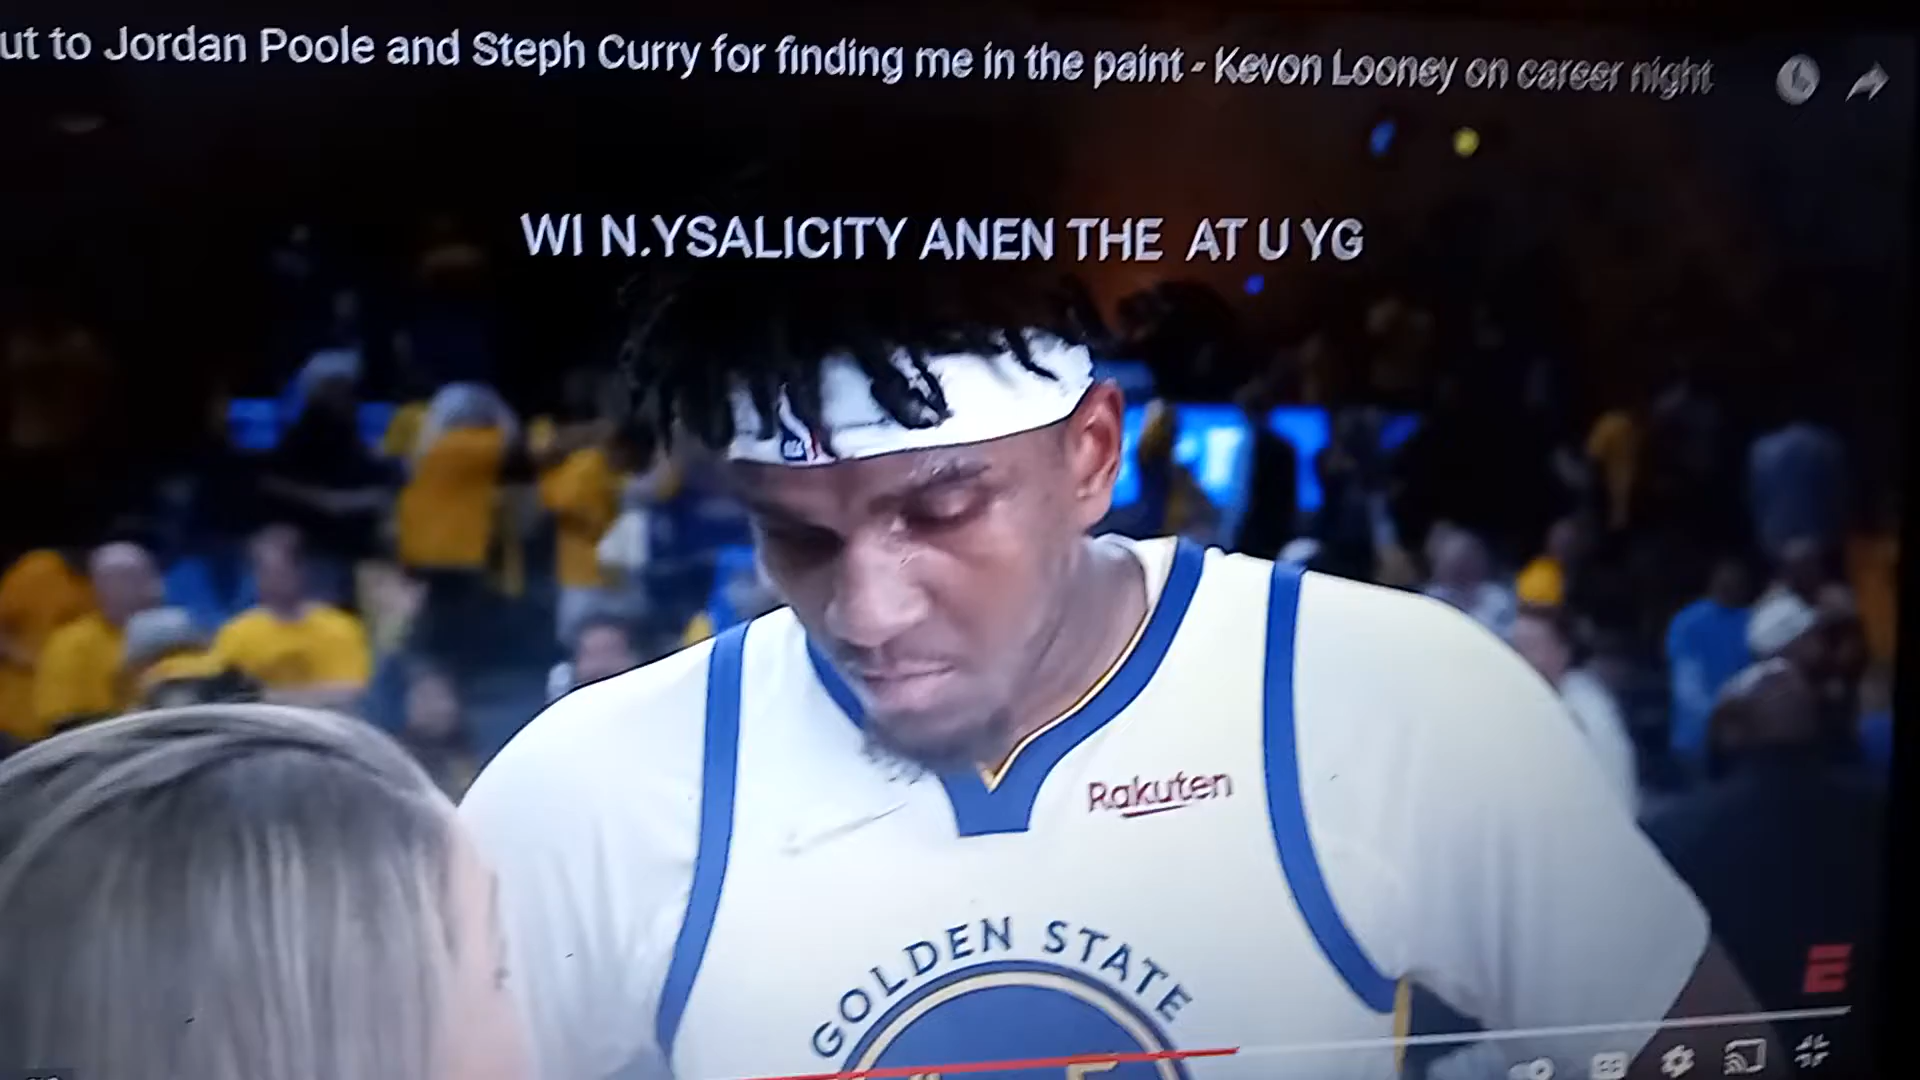 ut to Jordan Poole and Steph Curry for finding me in the paint - Kevon Looney on career night
WI N.YSALICITY ANEN THE AT U YG
Rakuten
GOLDEN STATE